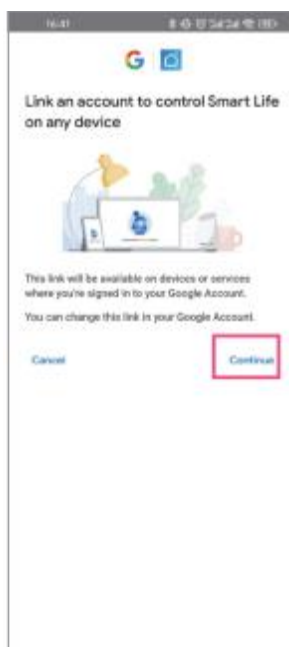 16:41
G
Link an account to control Smart Life
on any device
This link will be available on devices or services
where you're signed in to your Google Account.
You can change this link in your Google Account.
Cancel
Continue